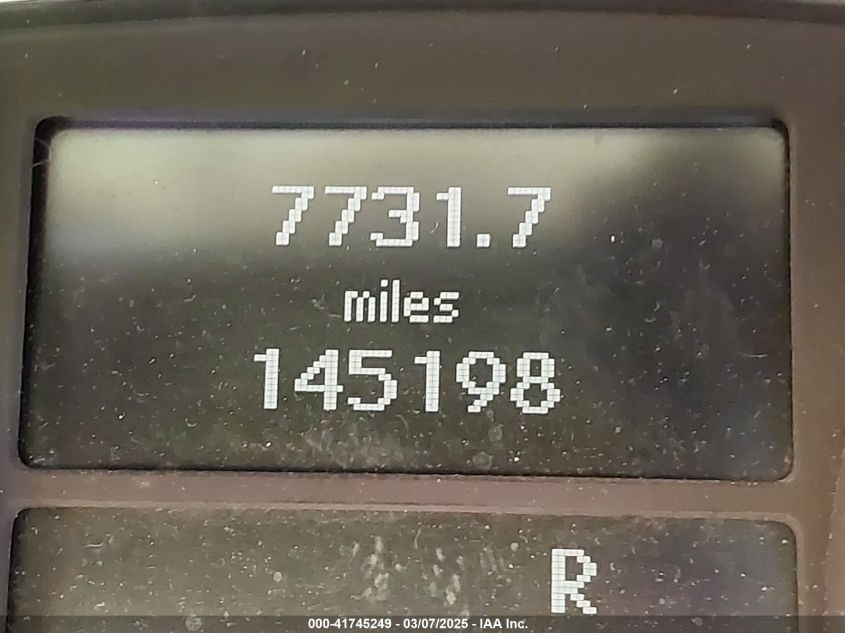 7731.7
miles
145198
R
000-41745249 - 03/07/2025 - IAA Inc.